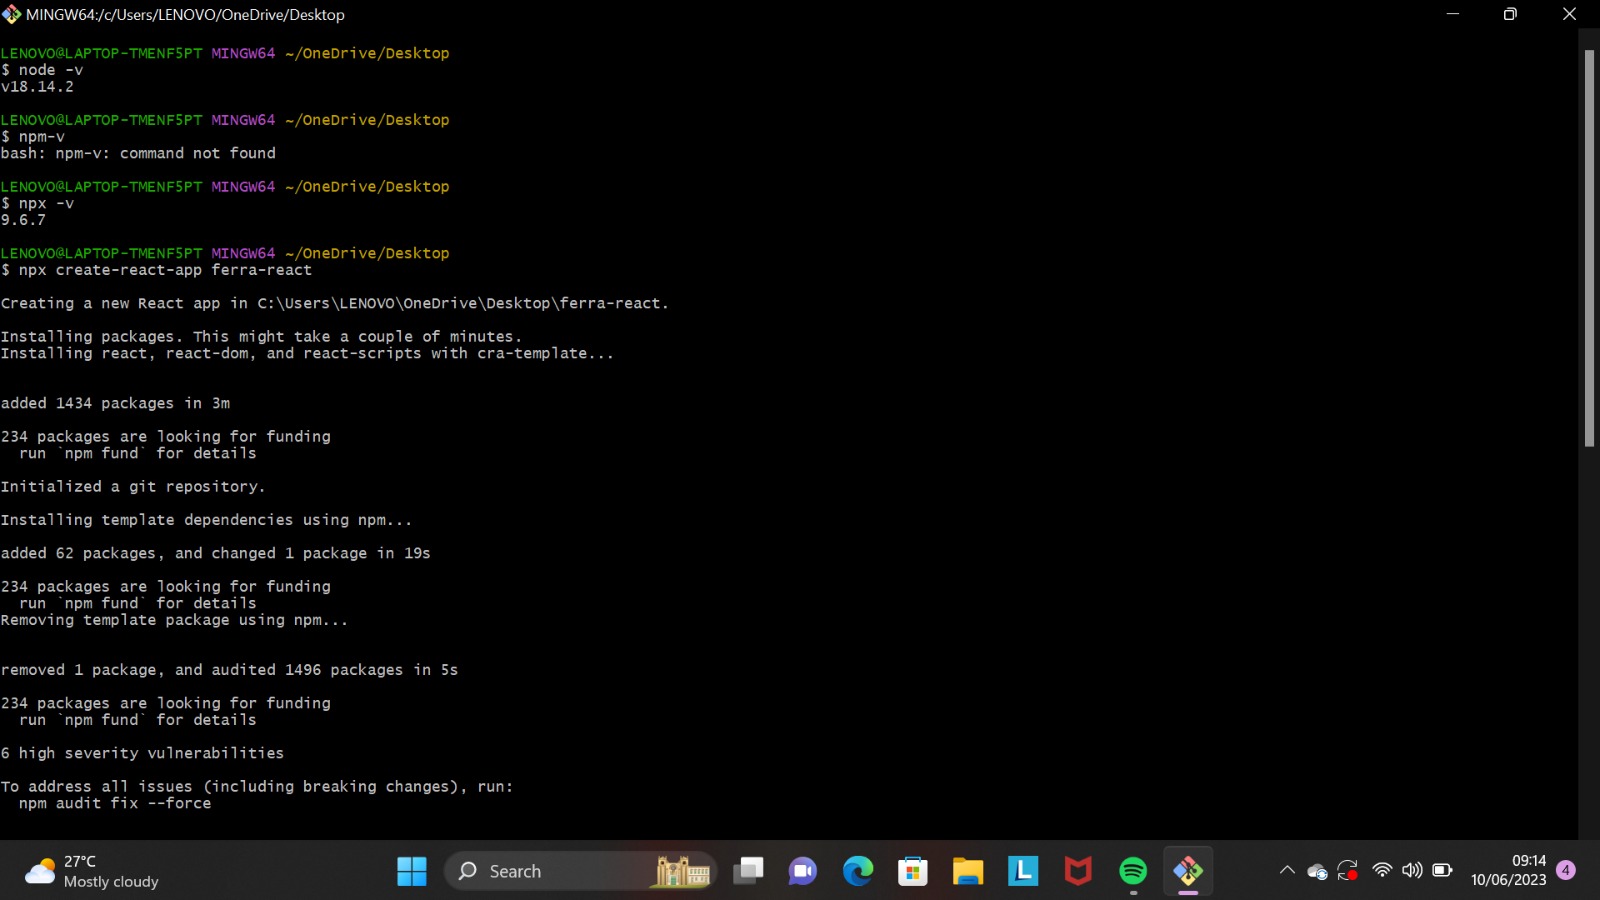 MINGW64:/c/Users/LENOVO/OneDrive/Desktop
LENOVO@LAPTOP-TMENF5PT MINGW64 ~/OneDrive/Desktop
$ node -v
v18.14.2
LENOVO@LAPTOP-TMENF5PT MINGW64 ~/OneDrive/Desktop
$ npm-v
bash: npm-v: command not found
LENOVO@LAPTOP-TMENF5PT MINGW64 ~/OneDrive/Desktop
$ npx -v
9.6.7
LENOVO@LAPTOP-TMENF5PT MINGW64 ~/OneDrive/Desktop
$ npx create-react-app ferra-react
Creating a new React app in C:\Users\LENOVO\OneDrive\Desktop\ferra-react.
Installing packages. This might take a couple of minutes.
Installing react, react-dom, and react-scripts with cra-template...
added 1434 packages in 3m
234 packages are looking for funding
run `npm fund` for details
Initialized a git repository.
Installing template dependencies using npm...
added 62 packages, and changed 1 package in 19s
234 packages are looking for funding
run `npm fund` for details
Removing template package using npm...
removed 1 package, and audited 1496 packages in 5s
234 packages are looking for funding
run `npm fund` for details
6 high severity vulnerabilities
To address all issues (including breaking changes), run:
npm audit fix --force
27°C
Mostly cloudy
Search
L
09:14
10/06/2023
4